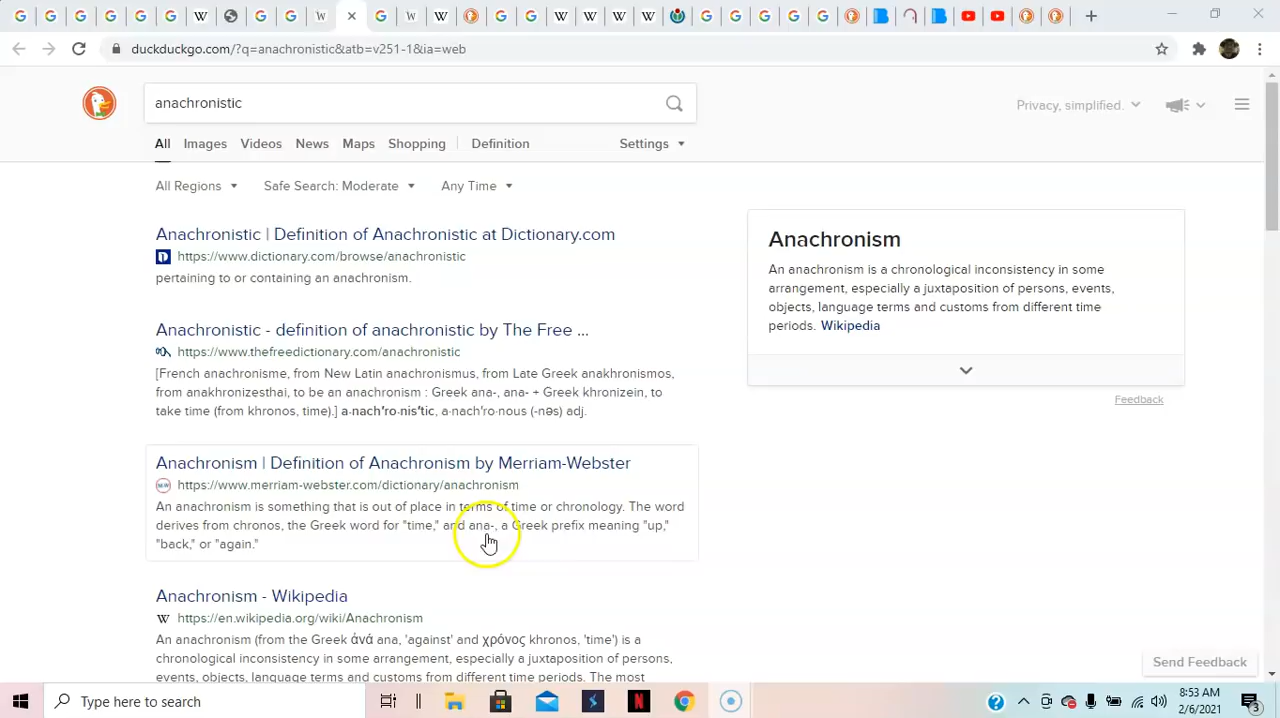 duckduckgo.com/?q=anachronistic&atb=v251-1&ia=web
anachronistic
Privacy, simplified.
All Images Videos News Maps Shopping Definition Settings
All Regions Safe Search: Moderate Any Time
Anachronistic | Definition of Anachronistic at Dictionary.com
https://www.dictionary.com/browse/anachronistic
pertaining to or containing an anachronism.
Anachronistic - definition of anachronistic by The Free ...
https://www.thefreedictionary.com/anachronistic
[French anachronisme, from New Latin anachronismus, from Late Greek anakhronismos,
from anakhronizesthai, to be an anachronism : Greek ana-, ana- + Greek khronizein, to
take time (from khronos, time).] a·nach′ro·nis′tic, a·nach′ro·nous (-nəs) adj.
Anachronism | Definition of Anachronism by Merriam-Webster
https://www.merriam-webster.com/dictionary/anachronism
An anachronism is something that is out of place in terms of time or chronology. The word
derives from chronos, the Greek word for "time," and ana-, a Greek prefix meaning "up,"
"back," or "again."
Anachronism - Wikipedia
https://en.wikipedia.org/wiki/Anachronism
An anachronism (from the Greek ἀνά ana, 'against' and χρόνος khronos, 'time') is a
chronological inconsistency in some arrangement, especially a juxtaposition of persons,
events, objects, language terms and customs from different time periods. The most
Anachronism
An anachronism is a chronological inconsistency in some
arrangement, especially a juxtaposition of persons, events,
objects, language terms and customs from different time
periods. Wikipedia
Feedback
Send Feedback
Type here to search
8:53 AM
2/6/2021
3